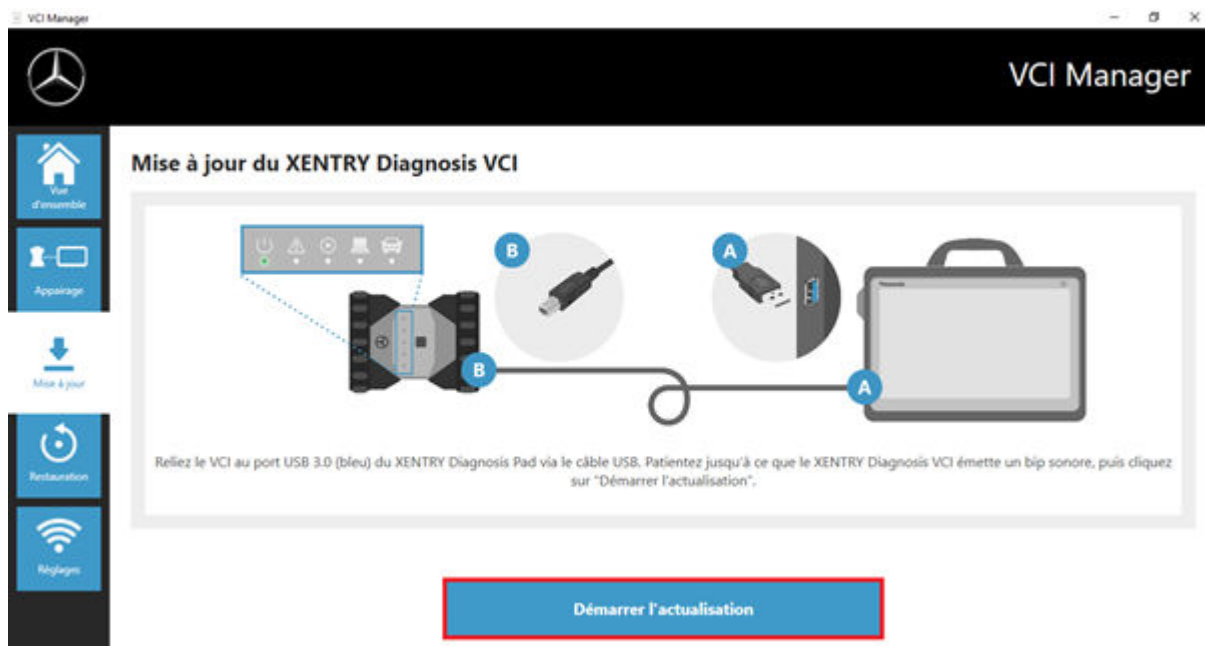 VCI Manager
VCI Manager
Vue
d'ensemble
Appairage
Mise à jour
Restauration
Réglages
Mise à jour du XENTRY Diagnosis VCI
B
A
B
A
Panasonic
Reliez le VCI au port USB 3.0 (bleu) du XENTRY Diagnosis Pad via le câble USB. Patientez jusqu'à ce que le XENTRY Diagnosis VCI émette un bip sonore, puis cliquez
sur "Démarrer l'actualisation".
Démarrer l'actualisation